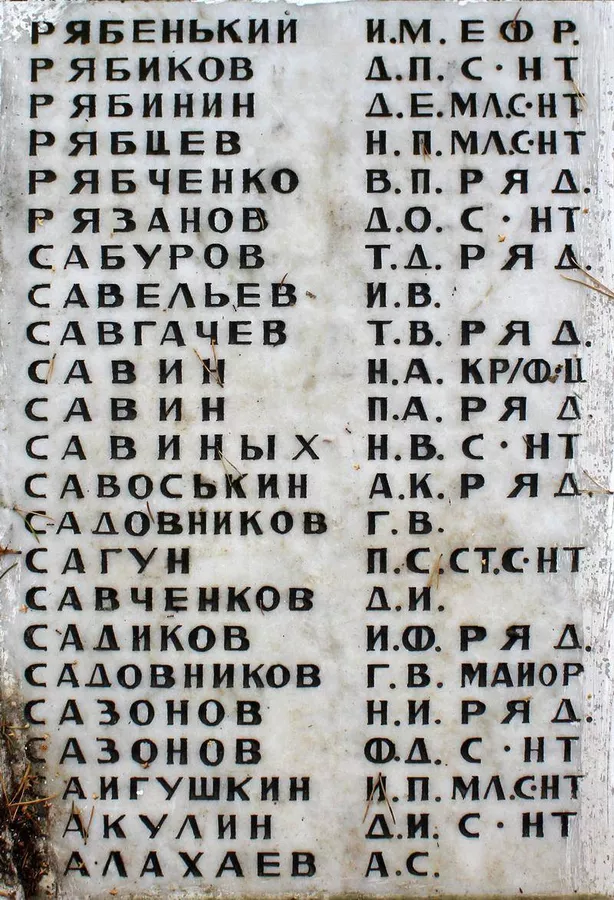 РЯБЕНЬКИЙ И.М. ЕФР.
РЯБИКОВ Д.П. С·НТ
РЯБИНИН Д.Е. МЛ.С·НТ
РЯБЦЕВ Н.П. МЛ.С·НТ
РЯБЧЕНКО В.П. РЯД.
РЯЗАНОВ Д.О. С·НТ
САБУРОВ Т.Д. РЯД.
САВЕЛЬЕВ И.В.
САВГАЧЕВ Т.В. РЯД.
САВИН Н.А. КР/Ф·Ц
САВИН П.А. РЯД
САВИНЫХ Н.В. С·НТ
САВОСЬКИН А.К. РЯД.
САДОВНИКОВ Г.В.
САГУН П.С. СТ.С·НТ
САВЧЕНКОВ Д.И.
САДИКОВ И.Ф. РЯД.
САДОВНИКОВ Г.В. МАИОР
САЗОНОВ Н.И. РЯД.
САЗОНОВ Ф.Д. С·НТ
САИГУШКИН И.П. МЛ.С·НТ
АКУЛИН Д.И. С·НТ
АЛАХАЕВ А.С.